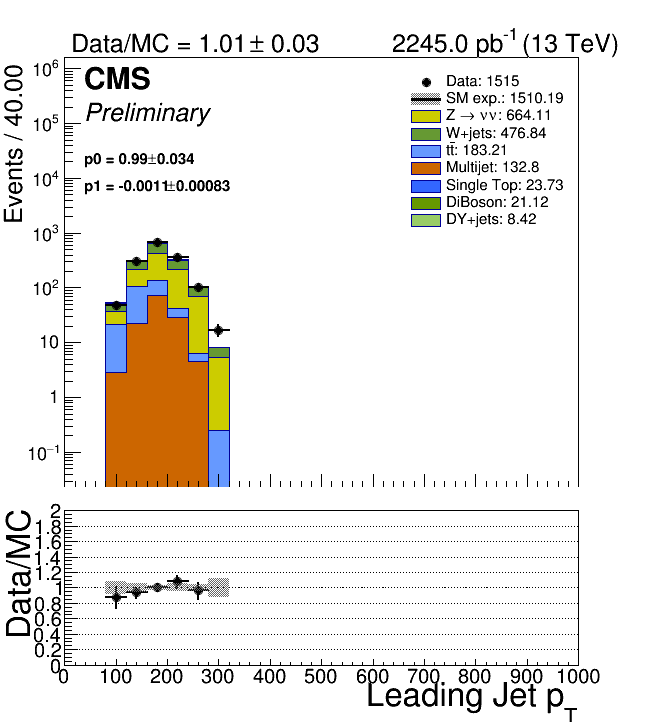 Data/MC = 1.01 ± 0.03 2245.0 pb⁻¹ (13 TeV)
CMS
Preliminary
p0 = 0.99±0.034
p1 = -0.0011±0.00083
Data: 1515
SM exp.: 1510.19
Z → νν: 664.11
W+jets: 476.84
tt̄: 183.21
Multijet: 132.8
Single Top: 23.73
DiBoson: 21.12
DY+jets: 8.42
Events / 40.00
10⁶
10⁵
10⁴
10³
10²
10
1
10⁻¹
Data/MC
2
1.8
1.6
1.4
1.2
1
0.8
0.6
0.4
0.2
0
0 100 200 300 400 500 600 700 800 900 1000
Leading Jet p_T